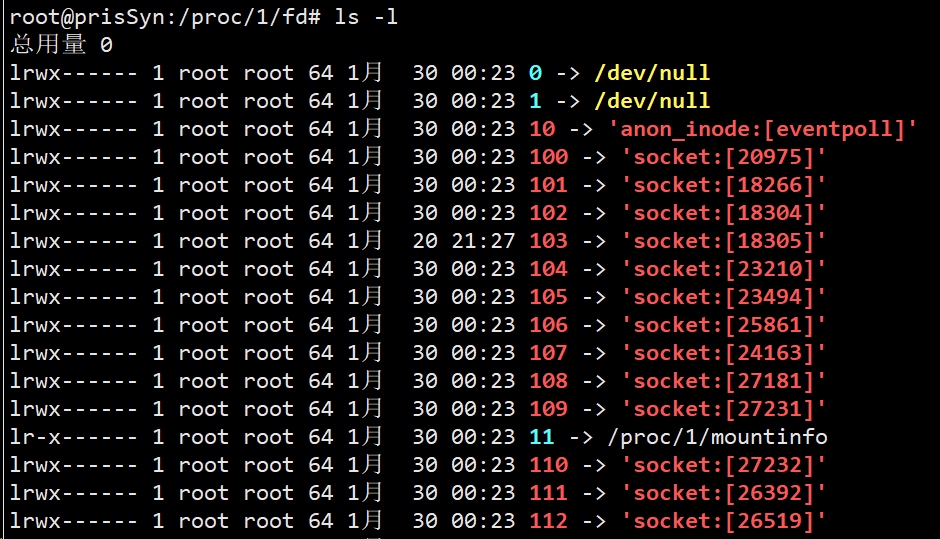 root@prisSyn:/proc/1/fd# ls -l
总用量 0
lrwx------ 1 root root 64 1月  30 00:23 0 -> /dev/null
lrwx------ 1 root root 64 1月  30 00:23 1 -> /dev/null
lrwx------ 1 root root 64 1月  30 00:23 10 -> 'anon_inode:[eventpoll]'
lrwx------ 1 root root 64 1月  30 00:23 100 -> 'socket:[20975]'
lrwx------ 1 root root 64 1月  30 00:23 101 -> 'socket:[18266]'
lrwx------ 1 root root 64 1月  30 00:23 102 -> 'socket:[18304]'
lrwx------ 1 root root 64 1月  20 21:27 103 -> 'socket:[18305]'
lrwx------ 1 root root 64 1月  30 00:23 104 -> 'socket:[23210]'
lrwx------ 1 root root 64 1月  30 00:23 105 -> 'socket:[23494]'
lrwx------ 1 root root 64 1月  30 00:23 106 -> 'socket:[25861]'
lrwx------ 1 root root 64 1月  30 00:23 107 -> 'socket:[24163]'
lrwx------ 1 root root 64 1月  30 00:23 108 -> 'socket:[27181]'
lrwx------ 1 root root 64 1月  30 00:23 109 -> 'socket:[27231]'
lr-x------ 1 root root 64 1月  30 00:23 11 -> /proc/1/mountinfo
lrwx------ 1 root root 64 1月  30 00:23 110 -> 'socket:[27232]'
lrwx------ 1 root root 64 1月  30 00:23 111 -> 'socket:[26392]'
lrwx------ 1 root root 64 1月  30 00:23 112 -> 'socket:[26519]'